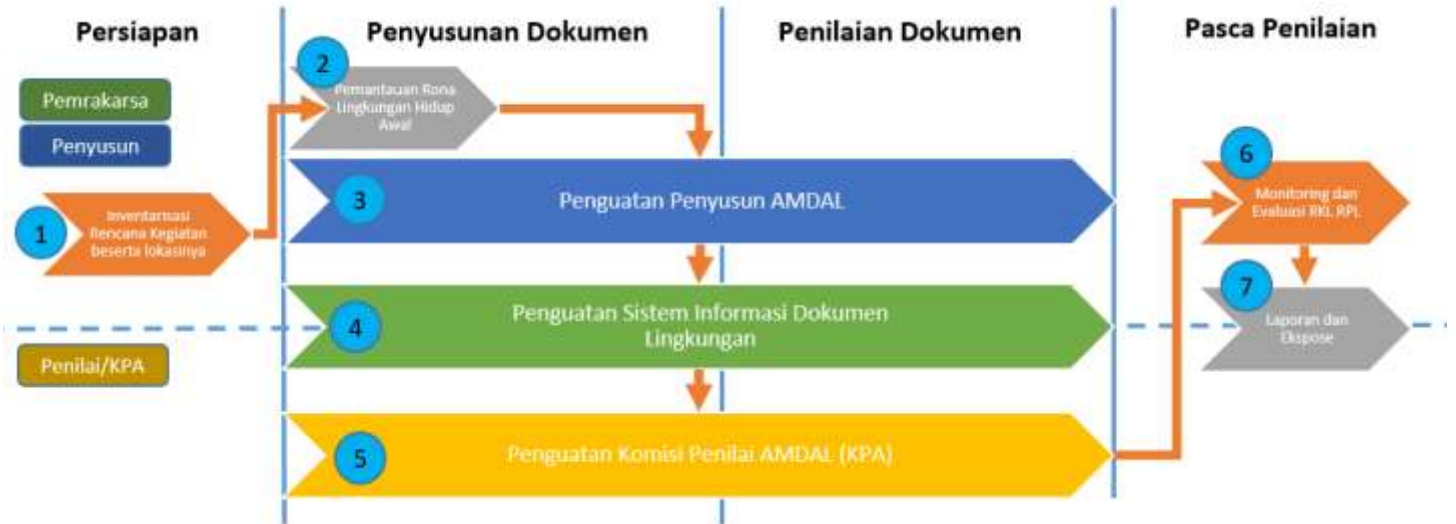 Persiapan
Penyusunan Dokumen
Penilaian Dokumen
Pasca Penilaian
Pemrakarsa
Penyusun
1
Inventarisasi
Rencana Kegiatan
beserta lokasinya
2
Pemantauan Rona
Lingkungan Hidup
Awal
3
Penguatan Penyusun AMDAL
4
Penguatan Sistem Informasi Dokumen
Lingkungan
Penilai/KPA
5
Penguatan Komisi Penilai AMDAL (KPA)
6
Monitoring dan
Evaluasi RKL RPL
7
Laporan dan
Ekspose